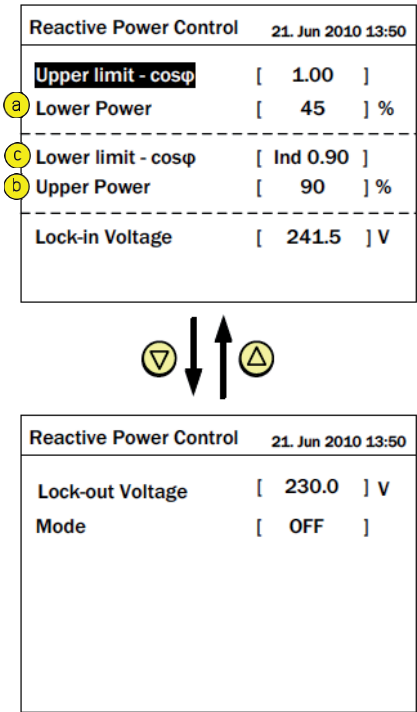 Reactive Power Control 21. Jun 2010 13:50
Upper limit - cosφ [ 1.00 ]
a Lower Power [ 45 ] %
c Lower limit - cosφ [ Ind 0.90 ]
b Upper Power [ 90 ] %
Lock-in Voltage [ 241.5 ] V
Reactive Power Control 21. Jun 2010 13:50
Lock-out Voltage [ 230.0 ] V
Mode [ OFF ]